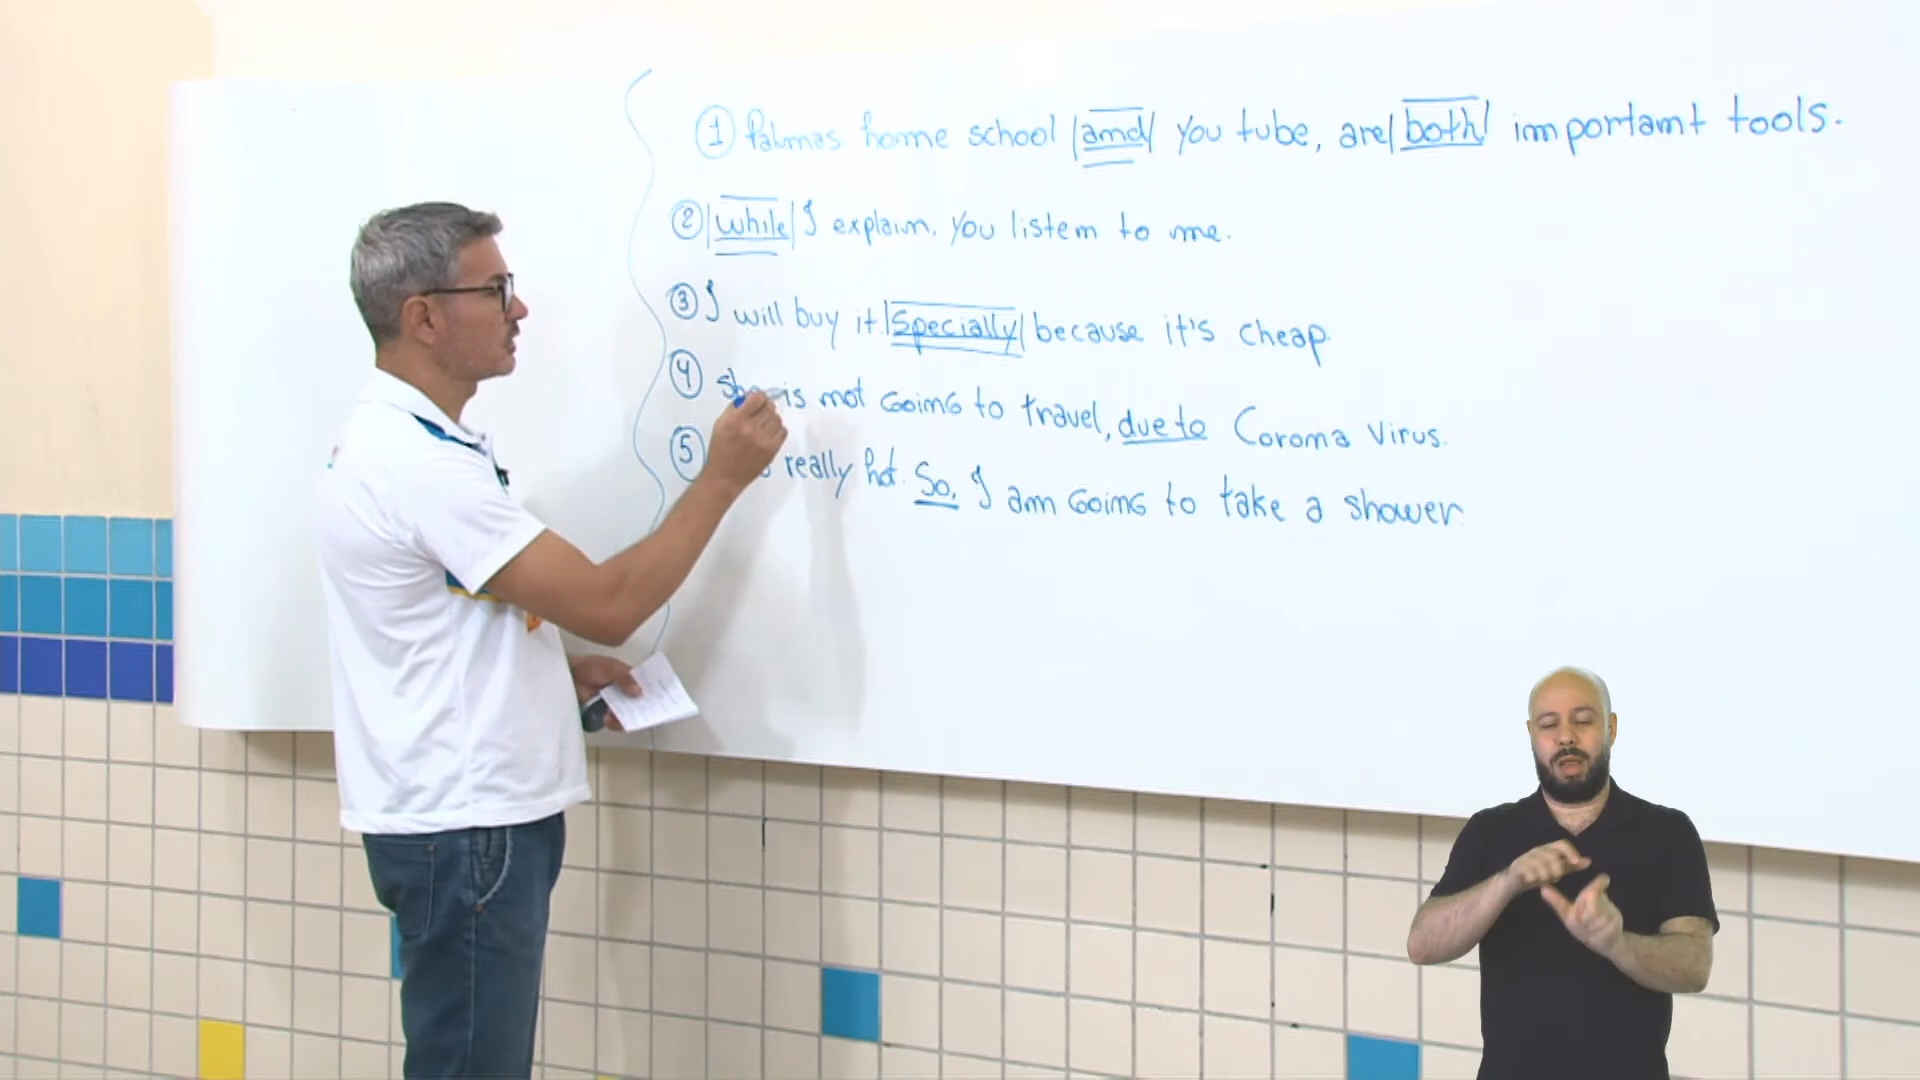 ① Palmas home school |and| you tube, are |both| important tools.
② |While| I explain. You listen to me.
③ I will buy it. |Specially| because it's cheap.
④ She is not Going to travel, due to Corona Virus.
⑤ really hot. So, I am Going to take a shower.